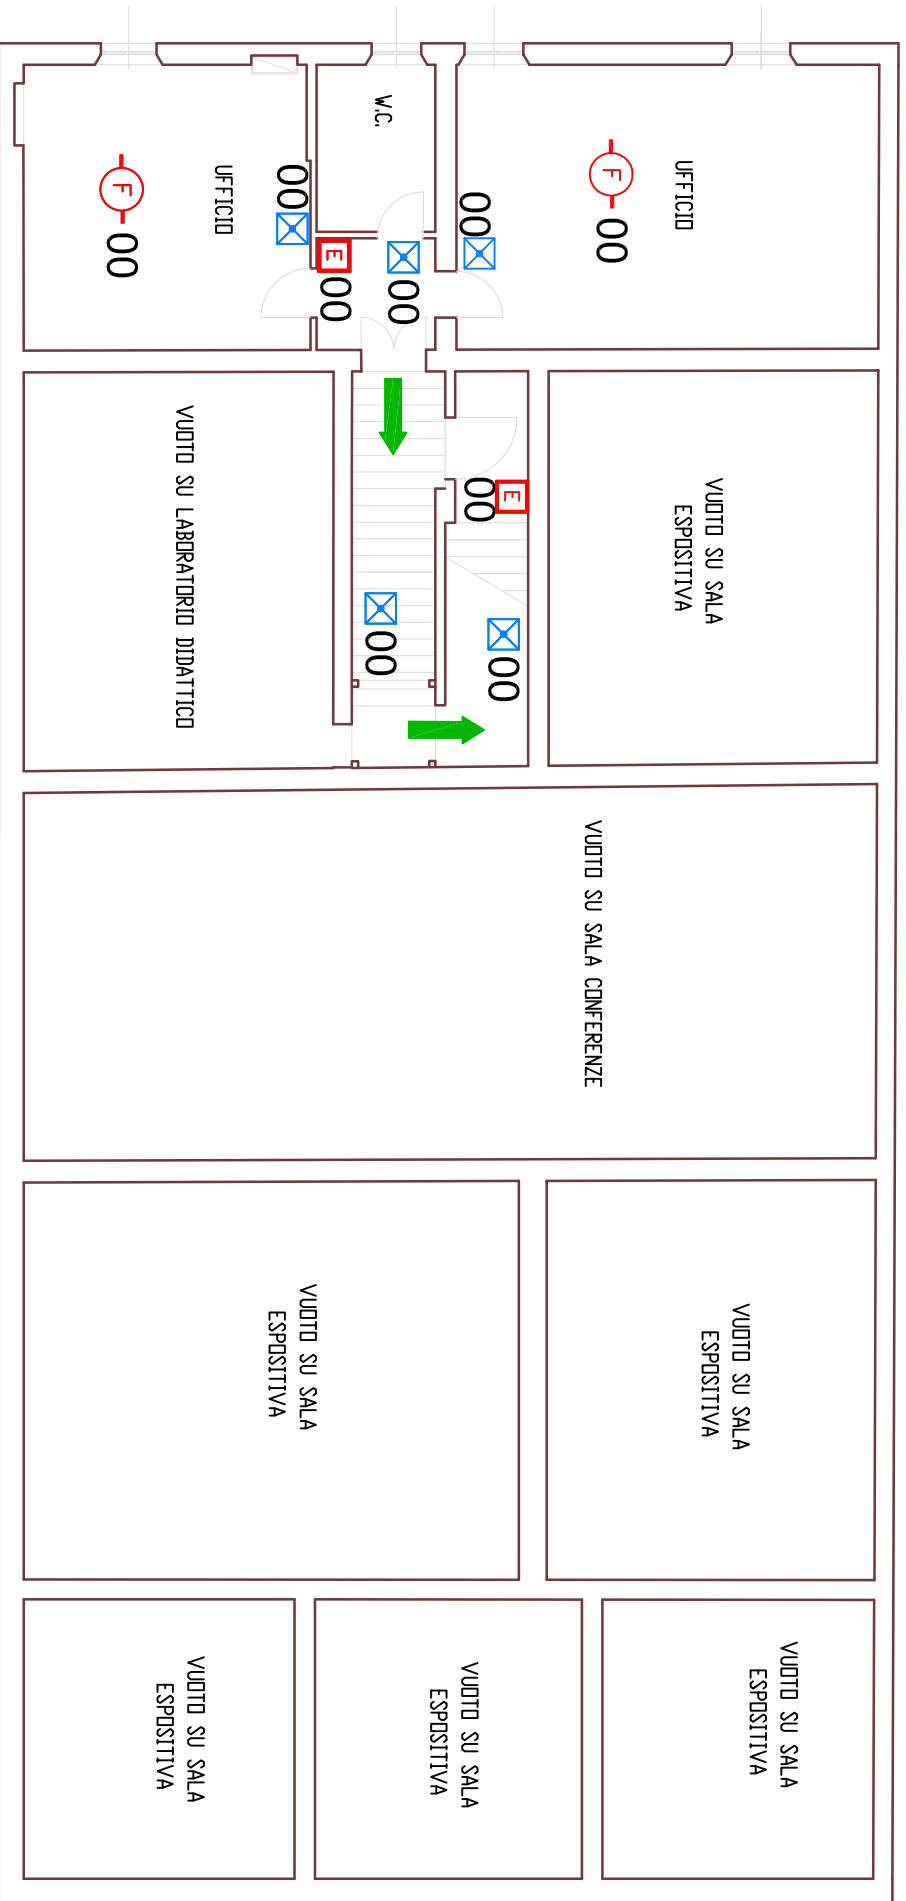 UFFICIO
F
00
W.C.
UFFICIO
F
00
00
00
E
00
00
VUOTO SU SALA
ESPOSITIVA
E
00
VUOTO SU LABORATORIO DIDATTICO
00
00
VUOTO SU SALA CONFERENZE
VUOTO SU SALA
ESPOSITIVA
VUOTO SU SALA
ESPOSITIVA
VUOTO SU SALA
ESPOSITIVA
VUOTO SU SALA
ESPOSITIVA
VUOTO SU SALA
ESPOSITIVA